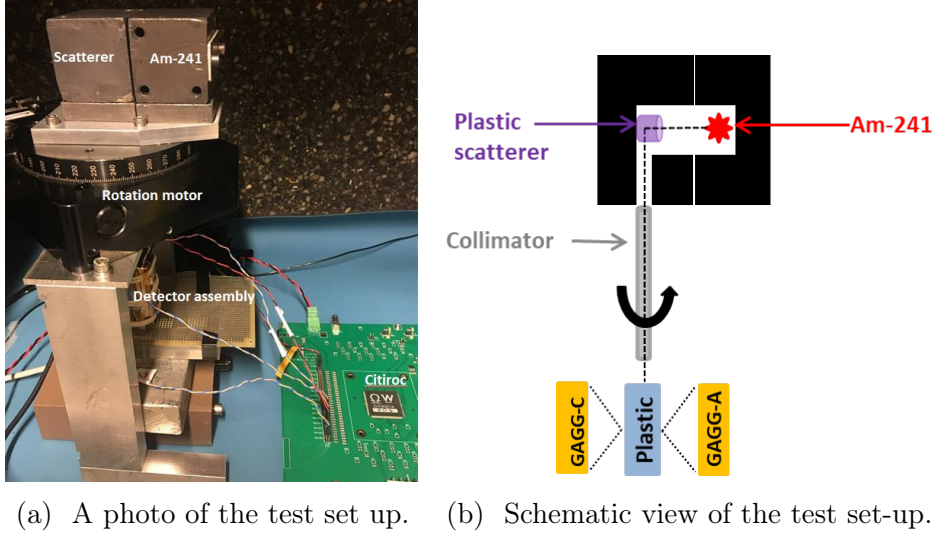 Scatterer
Am-241
Rotation motor
Detector assembly
Citiroc
Plastic
scatterer
Am-241
Collimator
GAGG-C
Plastic
GAGG-A
(a) A photo of the test set up.
(b) Schematic view of the test set-up.